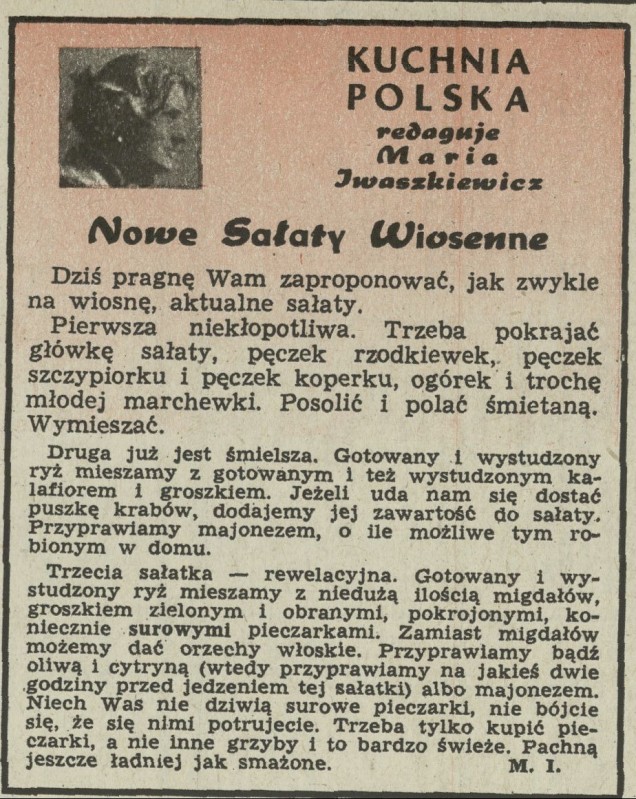 KUCHNIA
POLSKA
redaguje
Maria
Iwaszkiewicz
Nowe Sałaty Wiosenne
Dziś pragnę Wam zaproponować, jak zwykle
na wiosnę, aktualne sałaty.
Pierwsza niekłopotliwa. Trzeba pokrajać
główkę sałaty, pęczek rzodkiewek, pęczek
szczypiorku i pęczek koperku, ogórek i trochę
młodej marchewki. Posolić i polać śmietaną.
Wymieszać.
Druga już jest śmielsza. Gotowany i wystudzony
ryż mieszamy z gotowanym i też wystudzonym ka-
lafiorem i groszkiem. Jeżeli uda nam się dostać
puszkę krabów, dodajemy jej zawartość do sałaty.
Przyprawiamy majonezem, o ile możliwe tym ro-
bionym w domu.
Trzecia sałatka — rewelacyjna. Gotowany i wy-
studzony ryż mieszamy z niedużą ilością migdałów,
groszkiem zielonym i obranymi, pokrojonymi, ko-
niecznie surowymi pieczarkami. Zamiast migdałów
możemy dać orzechy włoskie. Przyprawiamy bądź
oliwą i cytryną (wtedy przyprawiamy na jakieś dwie
godziny przed jedzeniem tej sałatki) albo majonezem.
Niech Was nie dziwią surowe pieczarki, nie bójcie
się, że się nimi potrujecie. Trzeba tylko kupić pie-
czarki, a nie inne grzyby i to bardzo świeże. Pachną
jeszcze ładniej jak smażone. M. I.